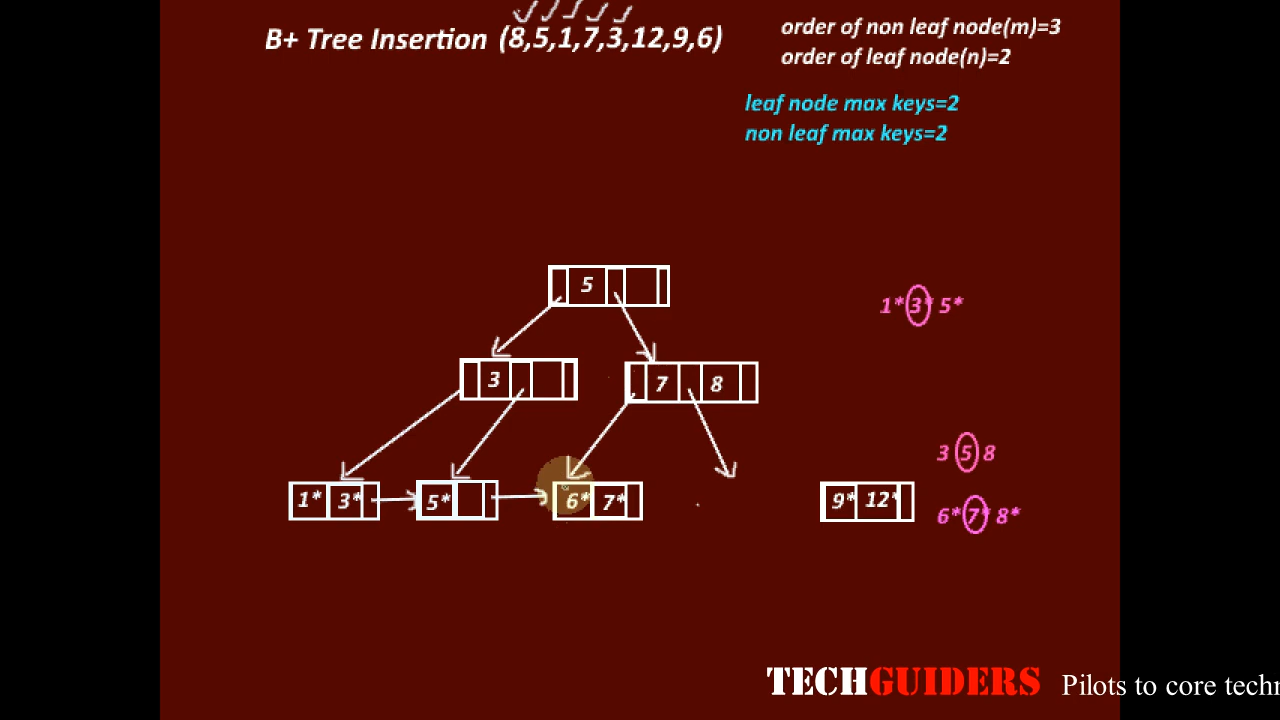 B+ Tree Insertion (8,5,1,7,3,12,9,6)
order of non leaf node(m)=3
order of leaf node(n)=2
leaf node max keys=2
non leaf max keys=2
5
1* 3* 5*
3
7 8
3 5 8
1* 3*
5*
6* 7*
9* 12*
6* 7* 8*
TECHGUIDERS
Pilots to core